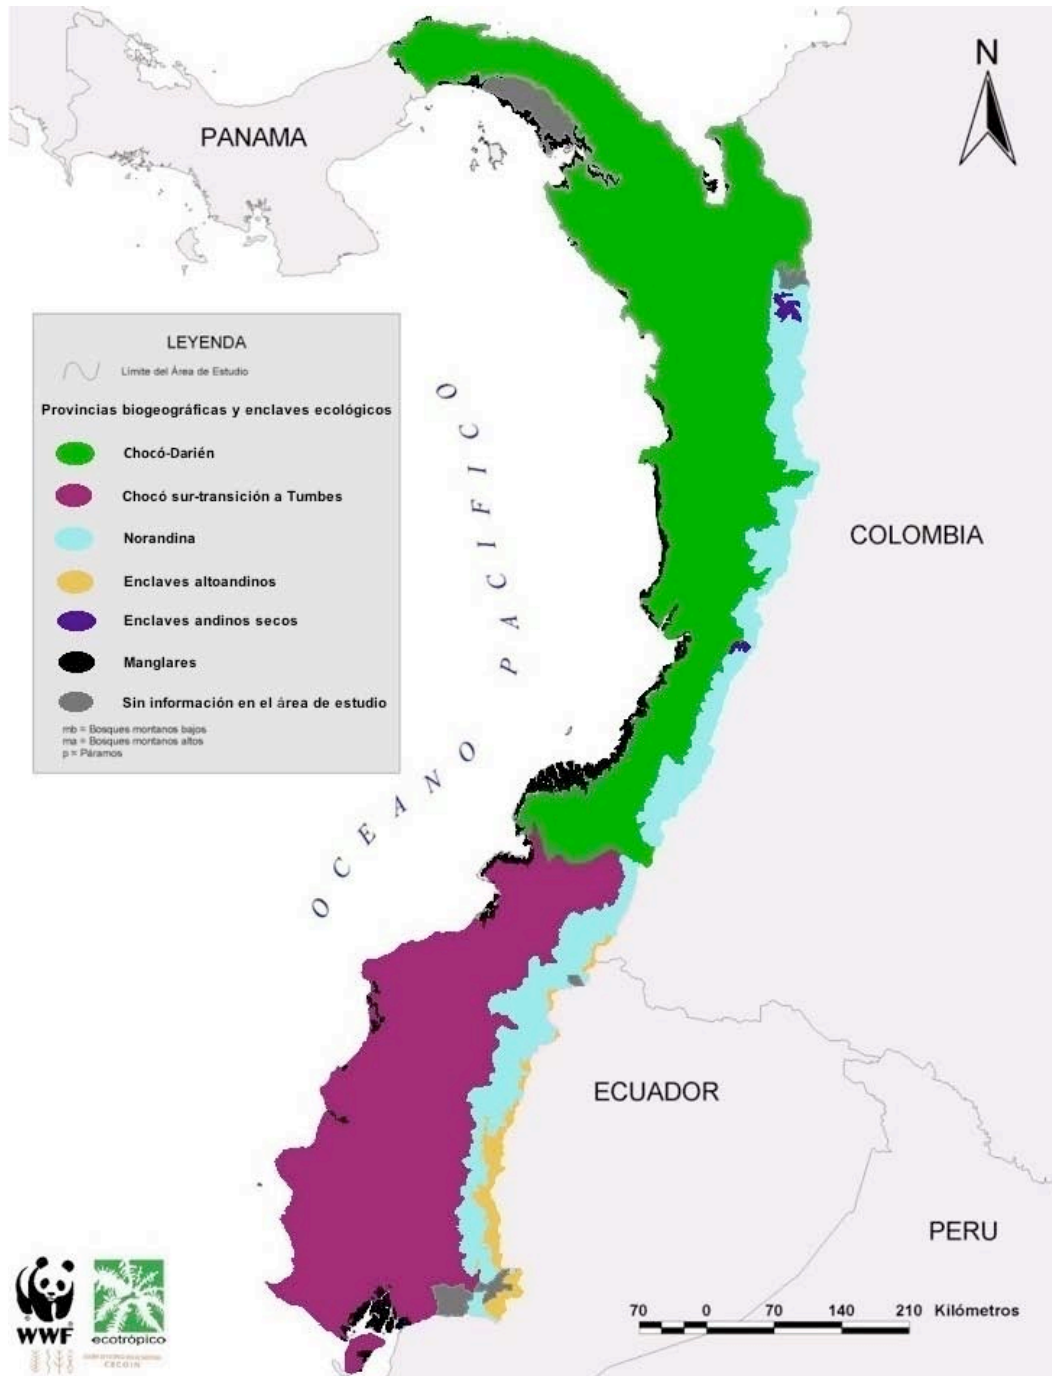 N
PANAMA
LEYENDA
Límite del Área de Estudio
Provincias biogeográficas y enclaves ecológicos
Chocó-Darién
Chocó sur-transición a Tumbes
Norandina
Enclaves altoandinos
Enclaves andinos secos
Manglares
Sin información en el área de estudio
mb = Bosques montanos bajos
ma = Bosques montanos altos
p = Páramos
OCEANO PACIFICO
COLOMBIA
ECUADOR
PERU
WWF
ecotrópico
CECOIN
70 0 70 140 210 Kilómetros